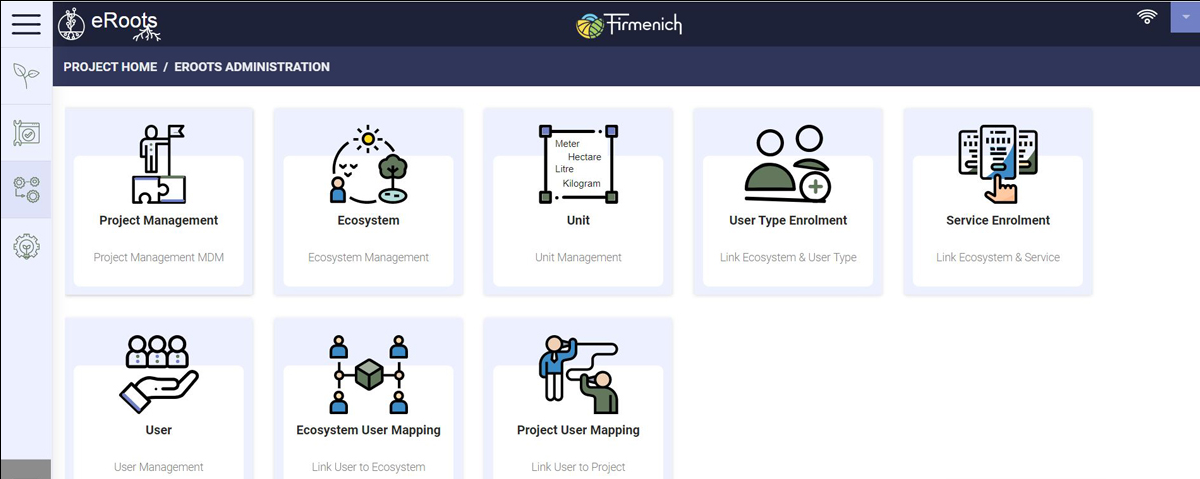 eRoots
Firmenich
PROJECT HOME / EROOTS ADMINISTRATION
Meter
Hectare
Litre
Kilogram
Project Management
Project Management MDM
Ecosystem
Ecosystem Management
Unit
Unit Management
User Type Enrolment
Link Ecosystem & User Type
Service Enrolment
Link Ecosystem & Service
User
User Management
Ecosystem User Mapping
Link User to Ecosystem
Project User Mapping
Link User to Project